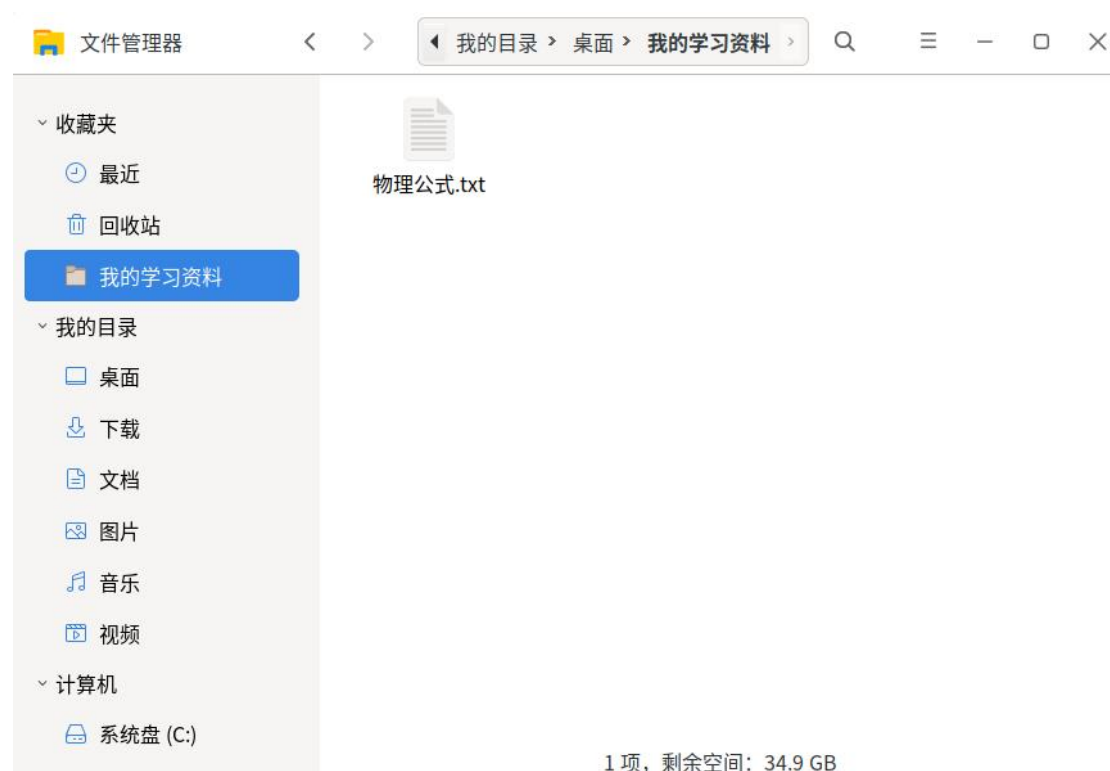 文件管理器
我的目录 桌面 我的学习资料
收藏夹
最近
回收站
我的学习资料
我的目录
桌面
下载
文档
图片
音乐
视频
计算机
系统盘 (C:)
物理公式.txt
1 项，剩余空间：34.9 GB